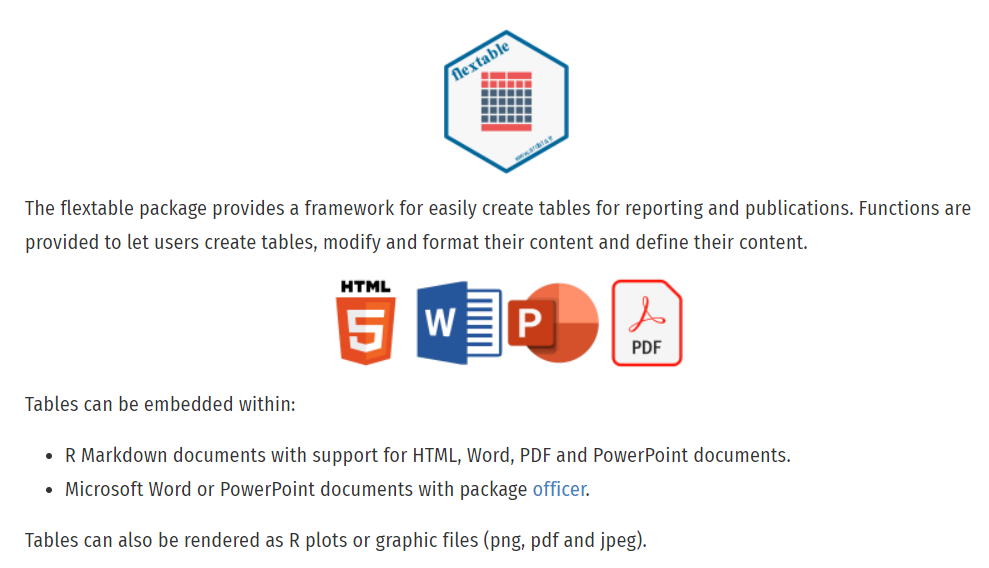 flextable
The flextable package provides a framework for easily create tables for reporting and publications. Functions are
provided to let users create tables, modify and format their content and define their content.
HTML
5
W
P
PDF
Tables can be embedded within:
• R Markdown documents with support for HTML, Word, PDF and PowerPoint documents.
• Microsoft Word or PowerPoint documents with package officer.
Tables can also be rendered as R plots or graphic files (png, pdf and jpeg).